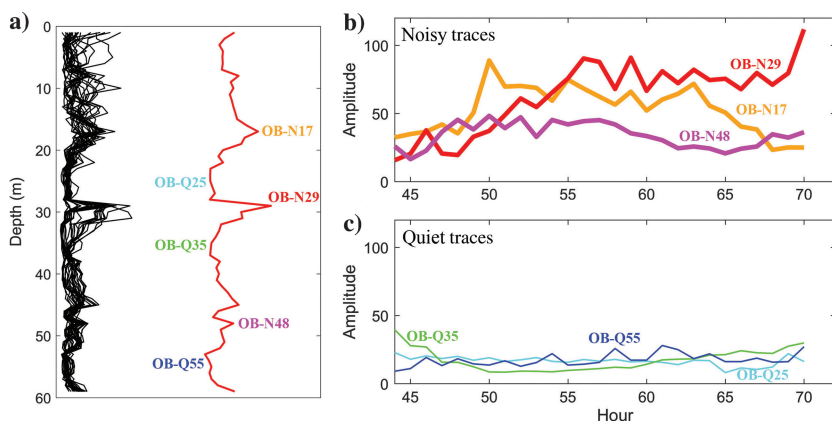 a)
0
10
20
30
40
50
60
Depth (m)
OB-N17
OB-Q25
OB-N29
OB-Q35
OB-N48
OB-Q55
b)
Noisy traces
100
50
0
Amplitude
OB-N29
OB-N17
OB-N48
45 50 55 60 65 70
c)
Quiet traces
100
50
0
Amplitude
OB-Q35
OB-Q55
OB-Q25
45 50 55 60 65 70
Hour